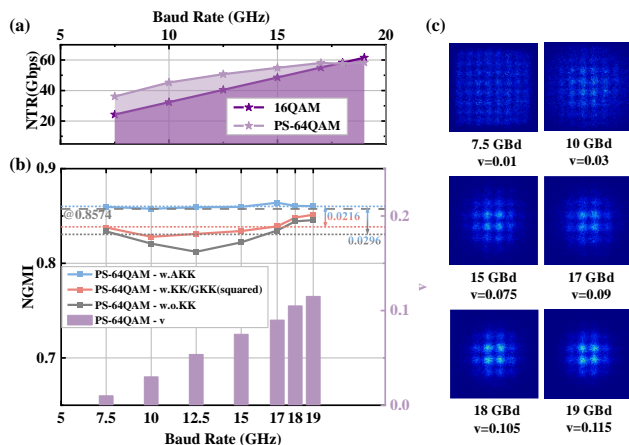 Baud Rate (GHz)
(a)
5 10 15 20
NTR(Gbps)
60
40
20
16QAM
PS-64QAM
(b)
0.9
0.8
0.7
NGMI
@0.8574
0.0216
0.0296
0.2
0.1
0.0
v
PS-64QAM - w.AKK
PS-64QAM - w.KK/GKK(squared)
PS-64QAM - w.o.KK
PS-64QAM - v
5 7.5 10 12.5 15 17 18 19
Baud Rate (GHz)
(c)
7.5 GBd 10 GBd
v=0.01 v=0.03
15 GBd 17 GBd
v=0.075 v=0.09
18 GBd 19 GBd
v=0.105 v=0.115